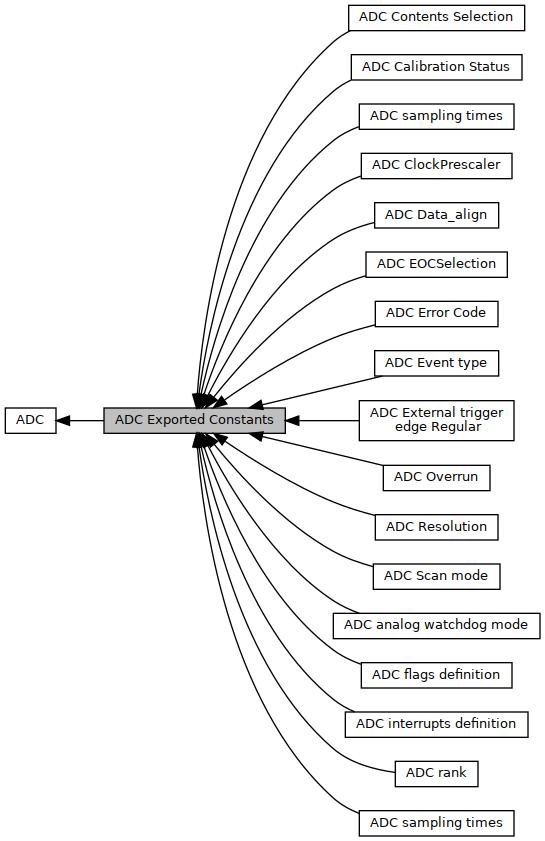 ADC Contents Selection
ADC Calibration Status
ADC sampling times
ADC ClockPrescaler
ADC Data_align
ADC EOCSelection
ADC Error Code
ADC Event type
ADC External trigger
edge Regular
ADC
ADC Exported Constants
ADC Overrun
ADC Resolution
ADC Scan mode
ADC analog watchdog mode
ADC flags definition
ADC interrupts definition
ADC rank
ADC sampling times